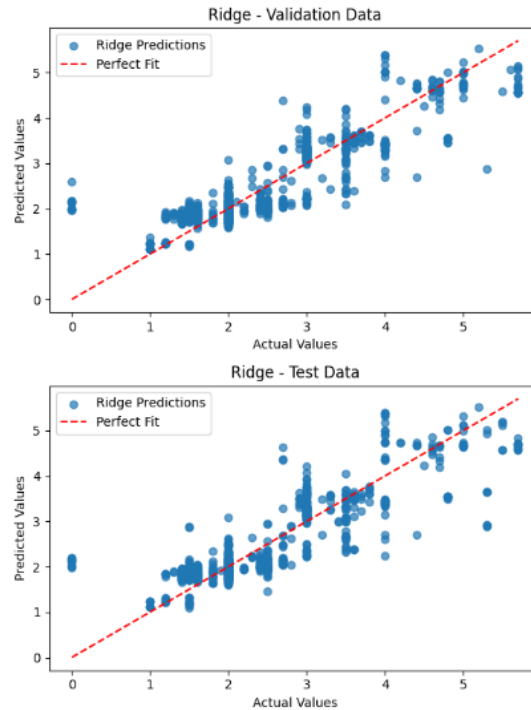 Ridge - Validation Data
Ridge Predictions
Perfect Fit
Predicted Values
5
4
3
2
1
0
0 1 2 3 4 5
Actual Values
Ridge - Test Data
Ridge Predictions
Perfect Fit
Predicted Values
5
4
3
2
1
0
0 1 2 3 4 5
Actual Values